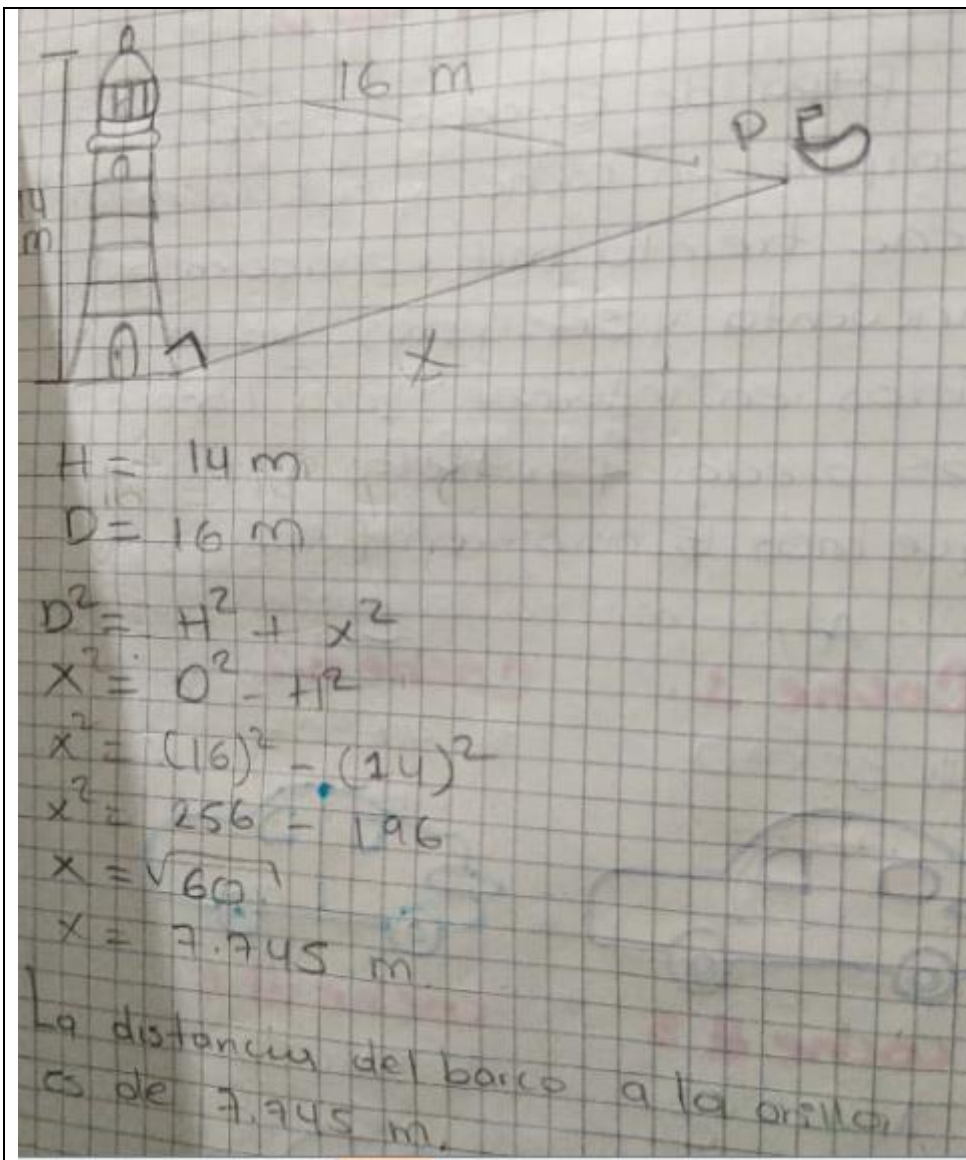 16 m
P
14 m
X
H = 14 m
D = 16 m
D² = H² + x²
x² = D² - H²
x² = (16)² - (14)²
x² = 256 - 196
x = √60
x = 7.745 m.
La distancia del barco a la orilla
es de 7.745 m.